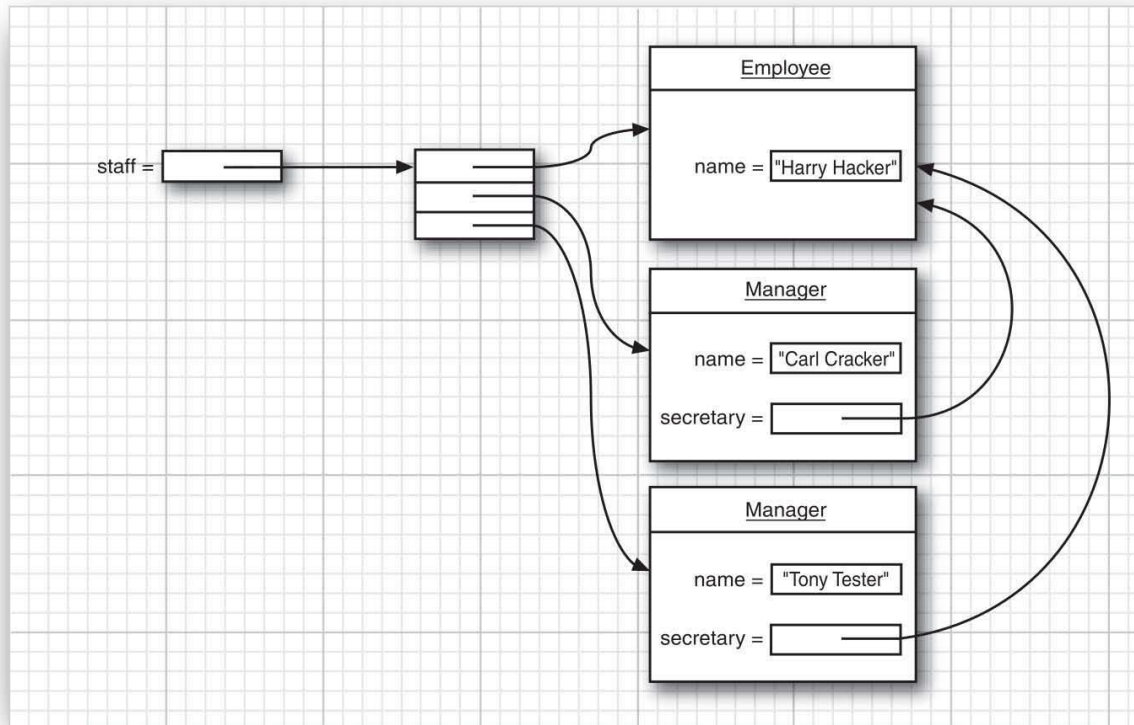 Employee
staff =
name = "Harry Hacker"
Manager
name = "Carl Cracker"
secretary =
Manager
name = "Tony Tester"
secretary =